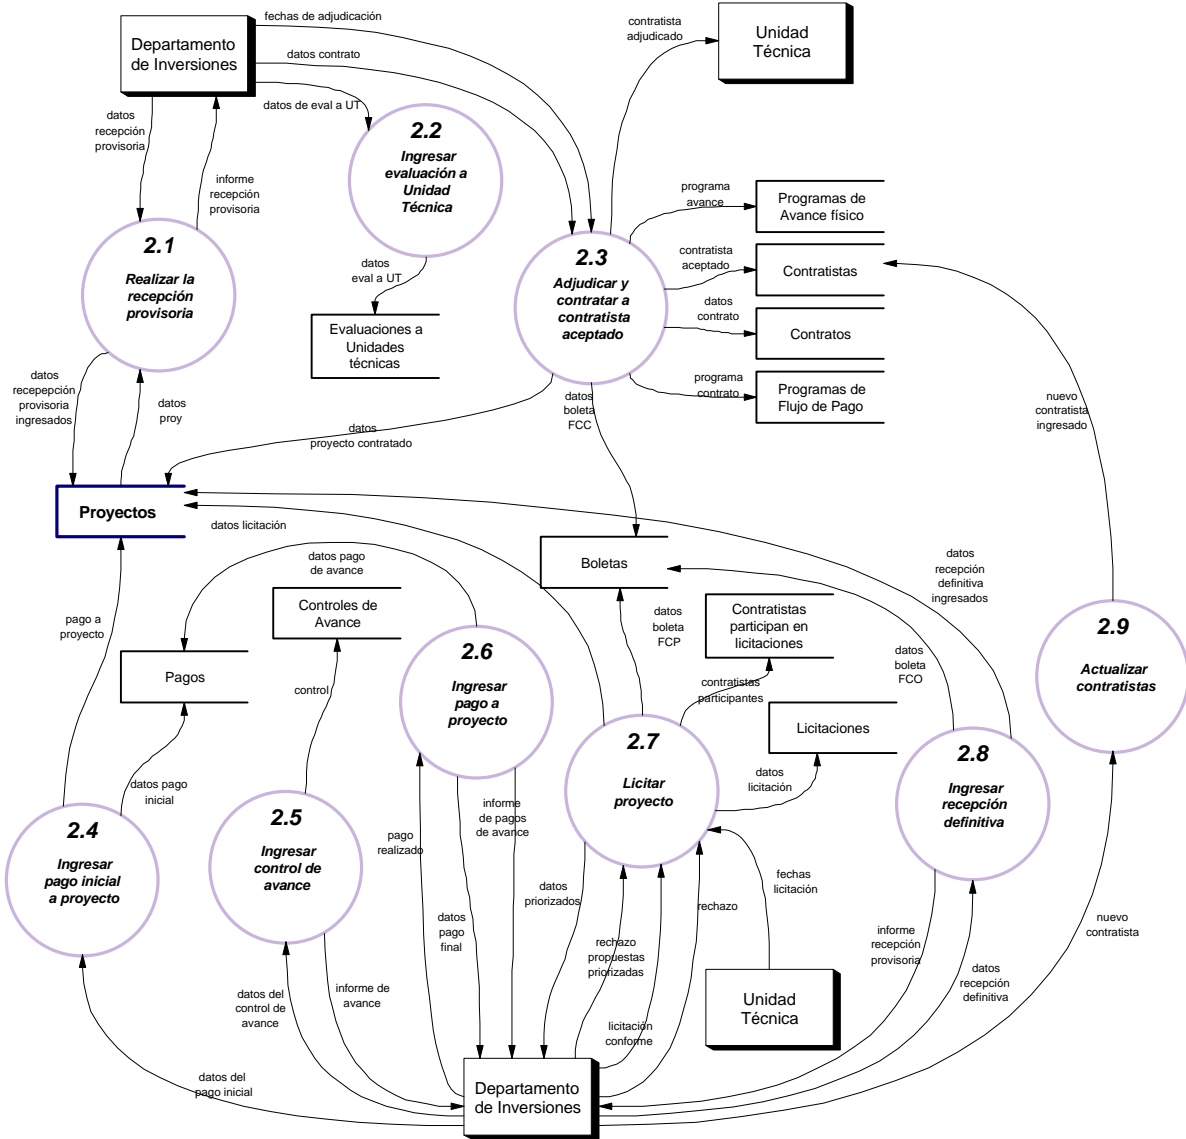 fechas de adjudicación
Departamento
de Inversiones
datos contrato
datos de eval a UT
contratista
adjudicado
Unidad
Técnica
datos
recepción
provisoria
informe
recepción
provisoria
2.2
Ingresar
evaluación a
Unidad
Técnica
programa
avance
Programas de
Avance físico
2.1
Realizar la
recepción
provisoria
2.3
Adjudicar y
contratar a
contratista
aceptado
contratista
aceptado
Contratistas
datos
eval a UT
datos
contrato
Contratos
Evaluaciones a
Unidades
técnicas
programa
contrato
Programas de
Flujo de Pago
datos
recepepción
provisoria
ingresados
datos
proy
datos
proyecto contratado
datos
boleta
FCC
nuevo
contratista
ingresado
Proyectos
datos licitación
datos pago
de avance
Boletas
datos
recepción
definitiva
ingresados
pago a
proyecto
Controles de
Avance
datos
boleta
FCP
Contratistas
participan en
licitaciones
2.9
Actualizar
contratistas
Pagos
control
2.6
Ingresar
pago a
proyecto
contratistas
participantes
datos
boleta
FCO
2.7
Licitar
proyecto
Licitaciones
2.8
Ingresar
recepción
definitiva
datos
licitación
datos pago
inicial
2.4
Ingresar
pago inicial
a proyecto
2.5
Ingresar
control de
avance
pago
realizado
informe
de pagos
de avance
datos
priorizados
rechazo
fechas
licitación
datos
pago
final
rechazo
propuestas
priorizadas
informe
recepción
provisoria
nuevo
contratista
datos
recepción
definitiva
datos del
control de
avance
informe de
avance
Unidad
Técnica
licitación
conforme
datos del
pago inicial
Departamento
de Inversiones